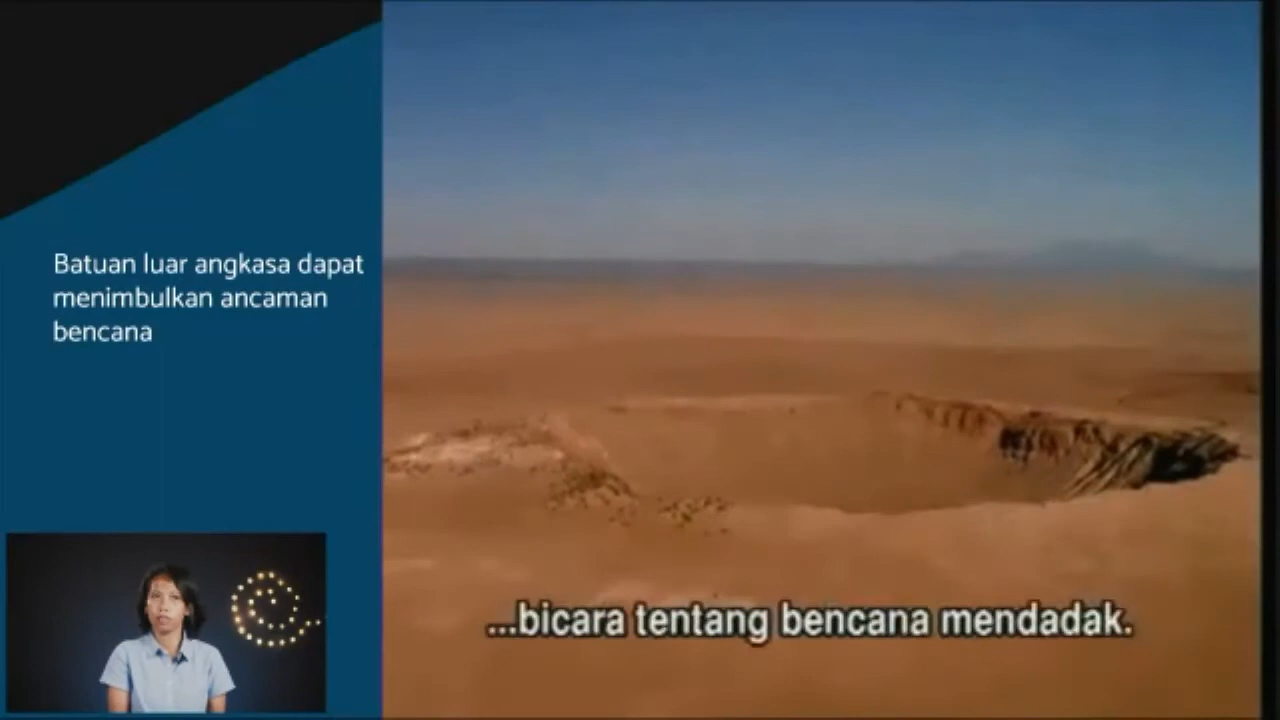 Batuan luar angkasa dapat
menimbulkan ancaman
bencana
...bicara tentang bencana mendadak.